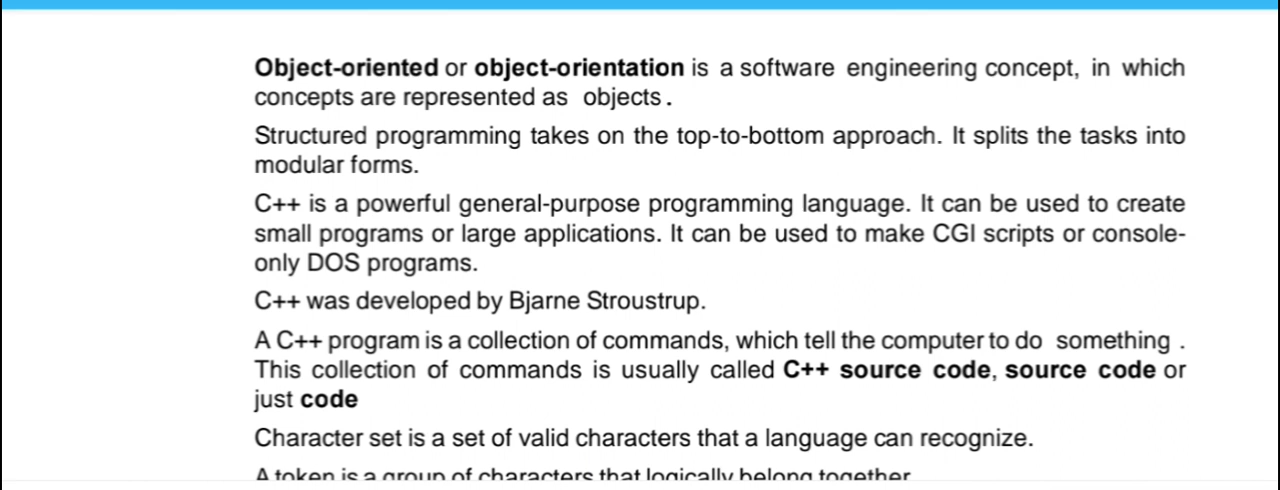 Object-oriented or object-orientation is a software engineering concept, in which
concepts are represented as objects.
Structured programming takes on the top-to-bottom approach. It splits the tasks into
modular forms.
C++ is a powerful general-purpose programming language. It can be used to create
small programs or large applications. It can be used to make CGI scripts or console-
only DOS programs.
C++ was developed by Bjarne Stroustrup.
A C++ program is a collection of commands, which tell the computer to do something .
This collection of commands is usually called C++ source code, source code or
just code
Character set is a set of valid characters that a language can recognize.
A token is a group of characters that logically belong together